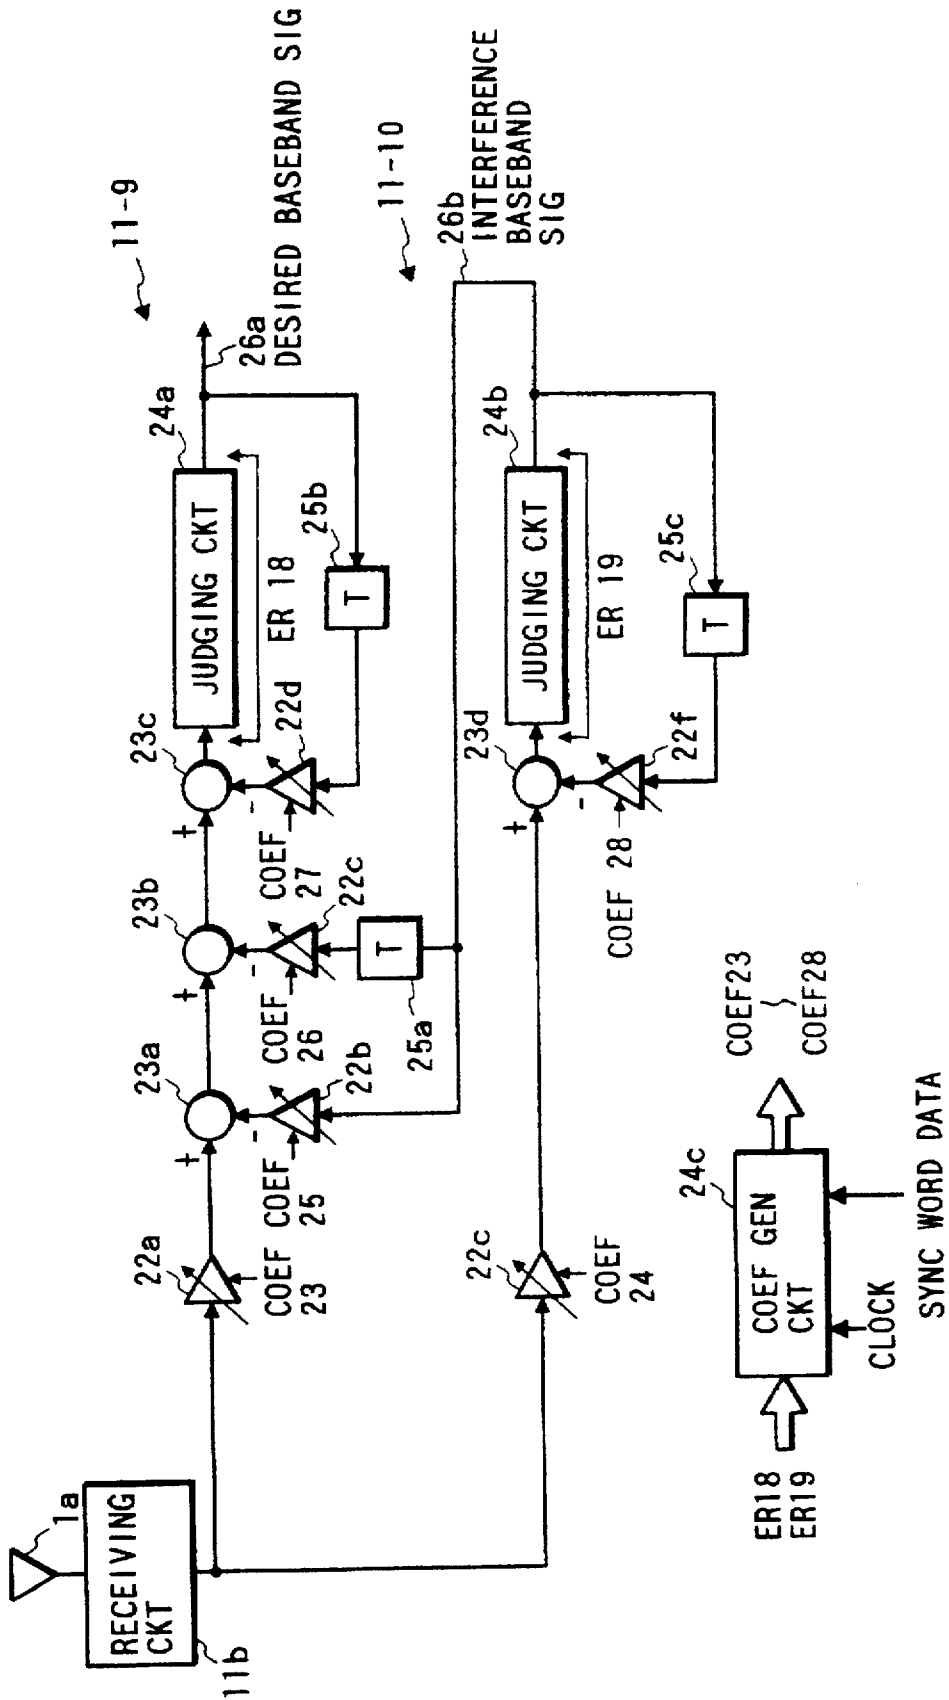 1a
RECEIVING
CKT
11b
22a
COEF
23
23a
COEF
25
22b
23b
COEF
26
22c
25a
T
23c
COEF
27
22d
24a
JUDGING CKT
ER 18
25b
T
26a
DESIRED BASEBAND SIG
11-9
11-10
26b
INTERFERENCE
BASEBAND
SIG
22c
COEF
24
23d
COEF 28
22f
24b
JUDGING CKT
ER 19
25c
T
+
-
+
-
+
-
+
-
ER18
ER19
24c
COEF GEN
CKT
CLOCK
SYNC WORD DATA
COEF23
COEF28